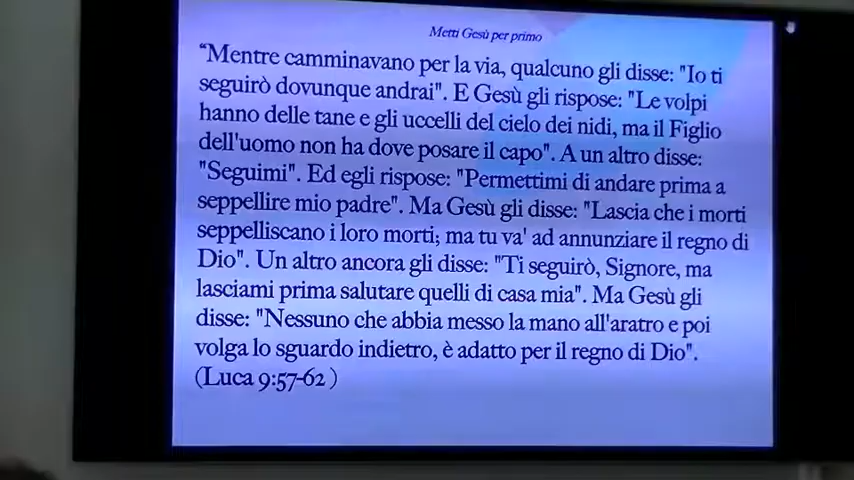 Metti Gesù per primo
“Mentre camminavano per la via, qualcuno gli disse: "Io ti
seguirò dovunque andrai". E Gesù gli rispose: "Le volpi
hanno delle tane e gli uccelli del cielo dei nidi, ma il Figlio
dell'uomo non ha dove posare il capo". A un altro disse:
"Seguimi". Ed egli rispose: "Permettimi di andare prima a
seppellire mio padre". Ma Gesù gli disse: "Lascia che i morti
seppelliscano i loro morti; ma tu va' ad annunziare il regno di
Dio". Un altro ancora gli disse: "Ti seguirò, Signore, ma
lasciami prima salutare quelli di casa mia". Ma Gesù gli
disse: "Nessuno che abbia messo la mano all'aratro e poi
volga lo sguardo indietro, è adatto per il regno di Dio".
(Luca 9:57-62 )